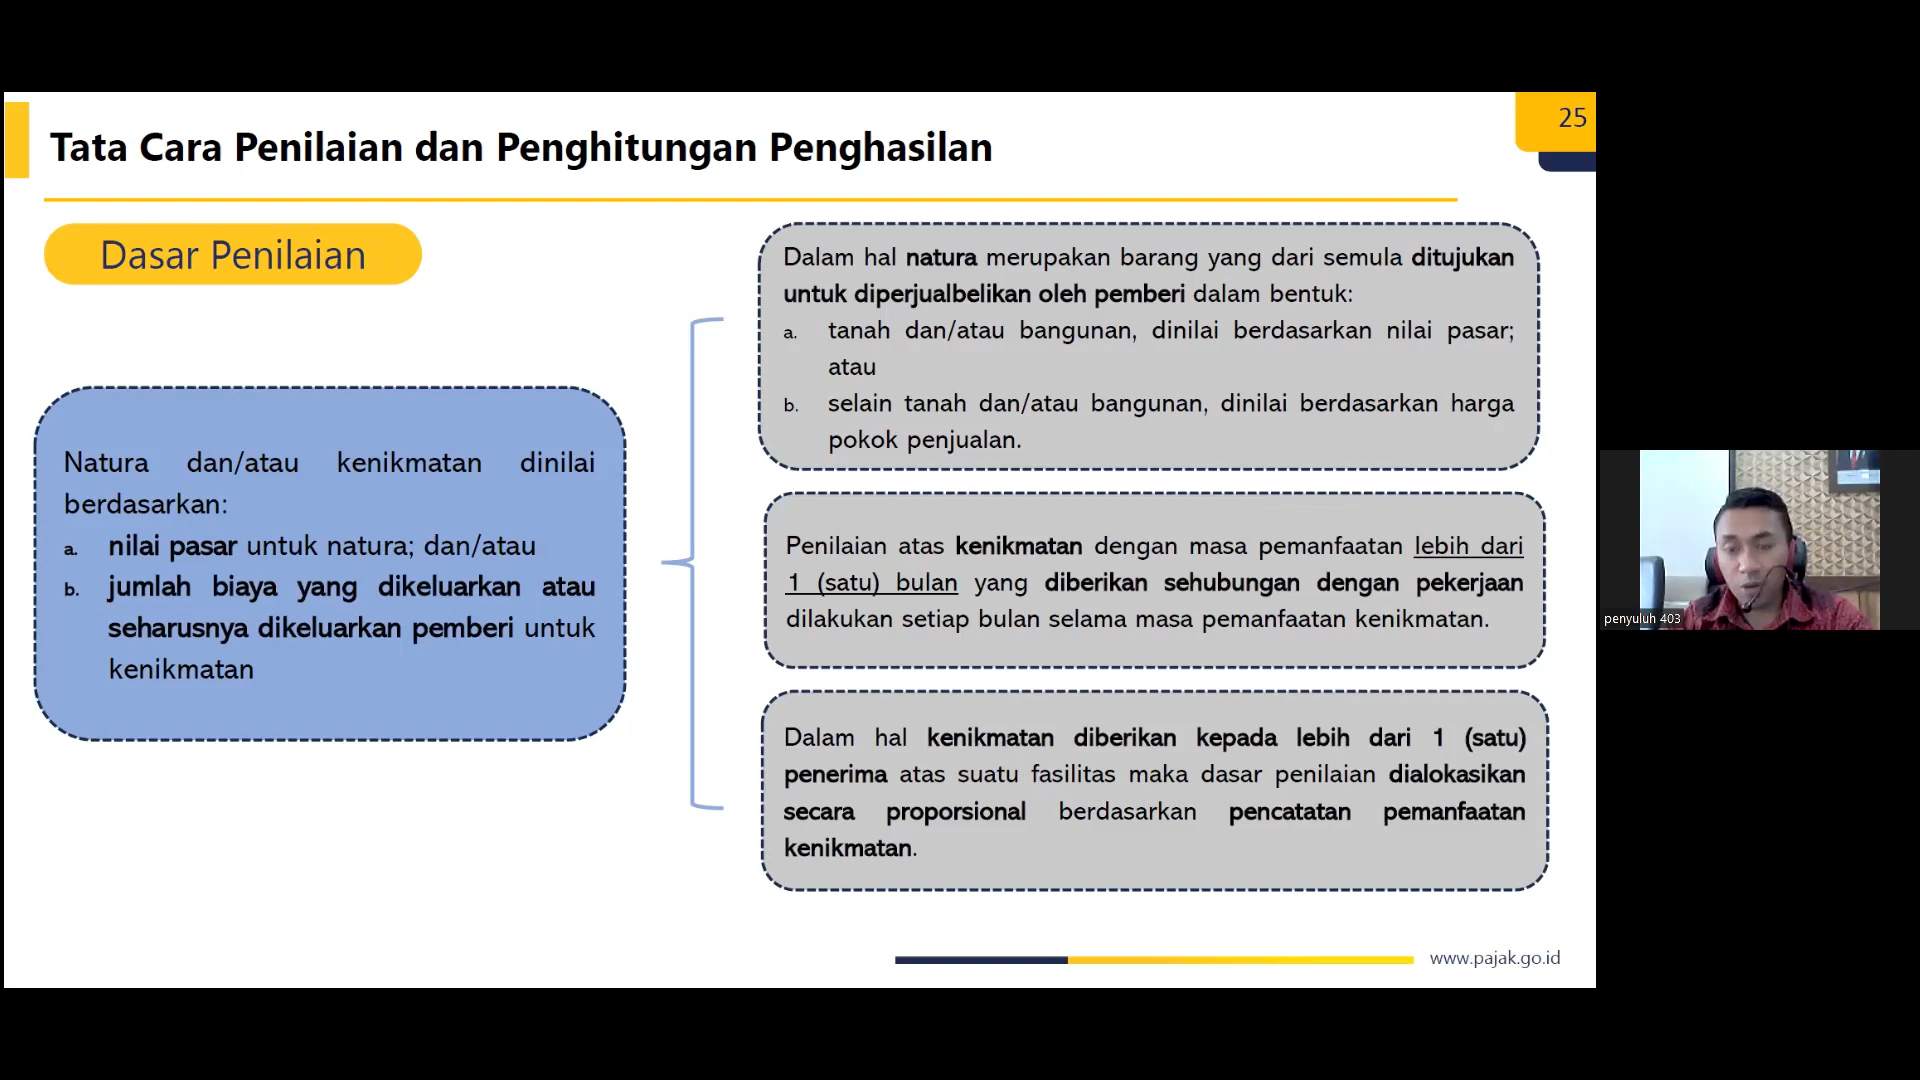 25
Tata Cara Penilaian dan Penghitungan Penghasilan
Dasar Penilaian
Natura dan/atau kenikmatan dinilai
berdasarkan:
a. nilai pasar untuk natura; dan/atau
b. jumlah biaya yang dikeluarkan atau
seharusnya dikeluarkan pemberi untuk
kenikmatan
Dalam hal natura merupakan barang yang dari semula ditujukan
untuk diperjualbelikan oleh pemberi dalam bentuk:
a. tanah dan/atau bangunan, dinilai berdasarkan nilai pasar;
atau
b. selain tanah dan/atau bangunan, dinilai berdasarkan harga
pokok penjualan.
Penilaian atas kenikmatan dengan masa pemanfaatan lebih dari
1 (satu) bulan yang diberikan sehubungan dengan pekerjaan
dilakukan setiap bulan selama masa pemanfaatan kenikmatan.
Dalam hal kenikmatan diberikan kepada lebih dari 1 (satu)
penerima atas suatu fasilitas maka dasar penilaian dialokasikan
secara proporsional berdasarkan pencatatan pemanfaatan
kenikmatan.
www.pajak.go.id
penyuluh 403